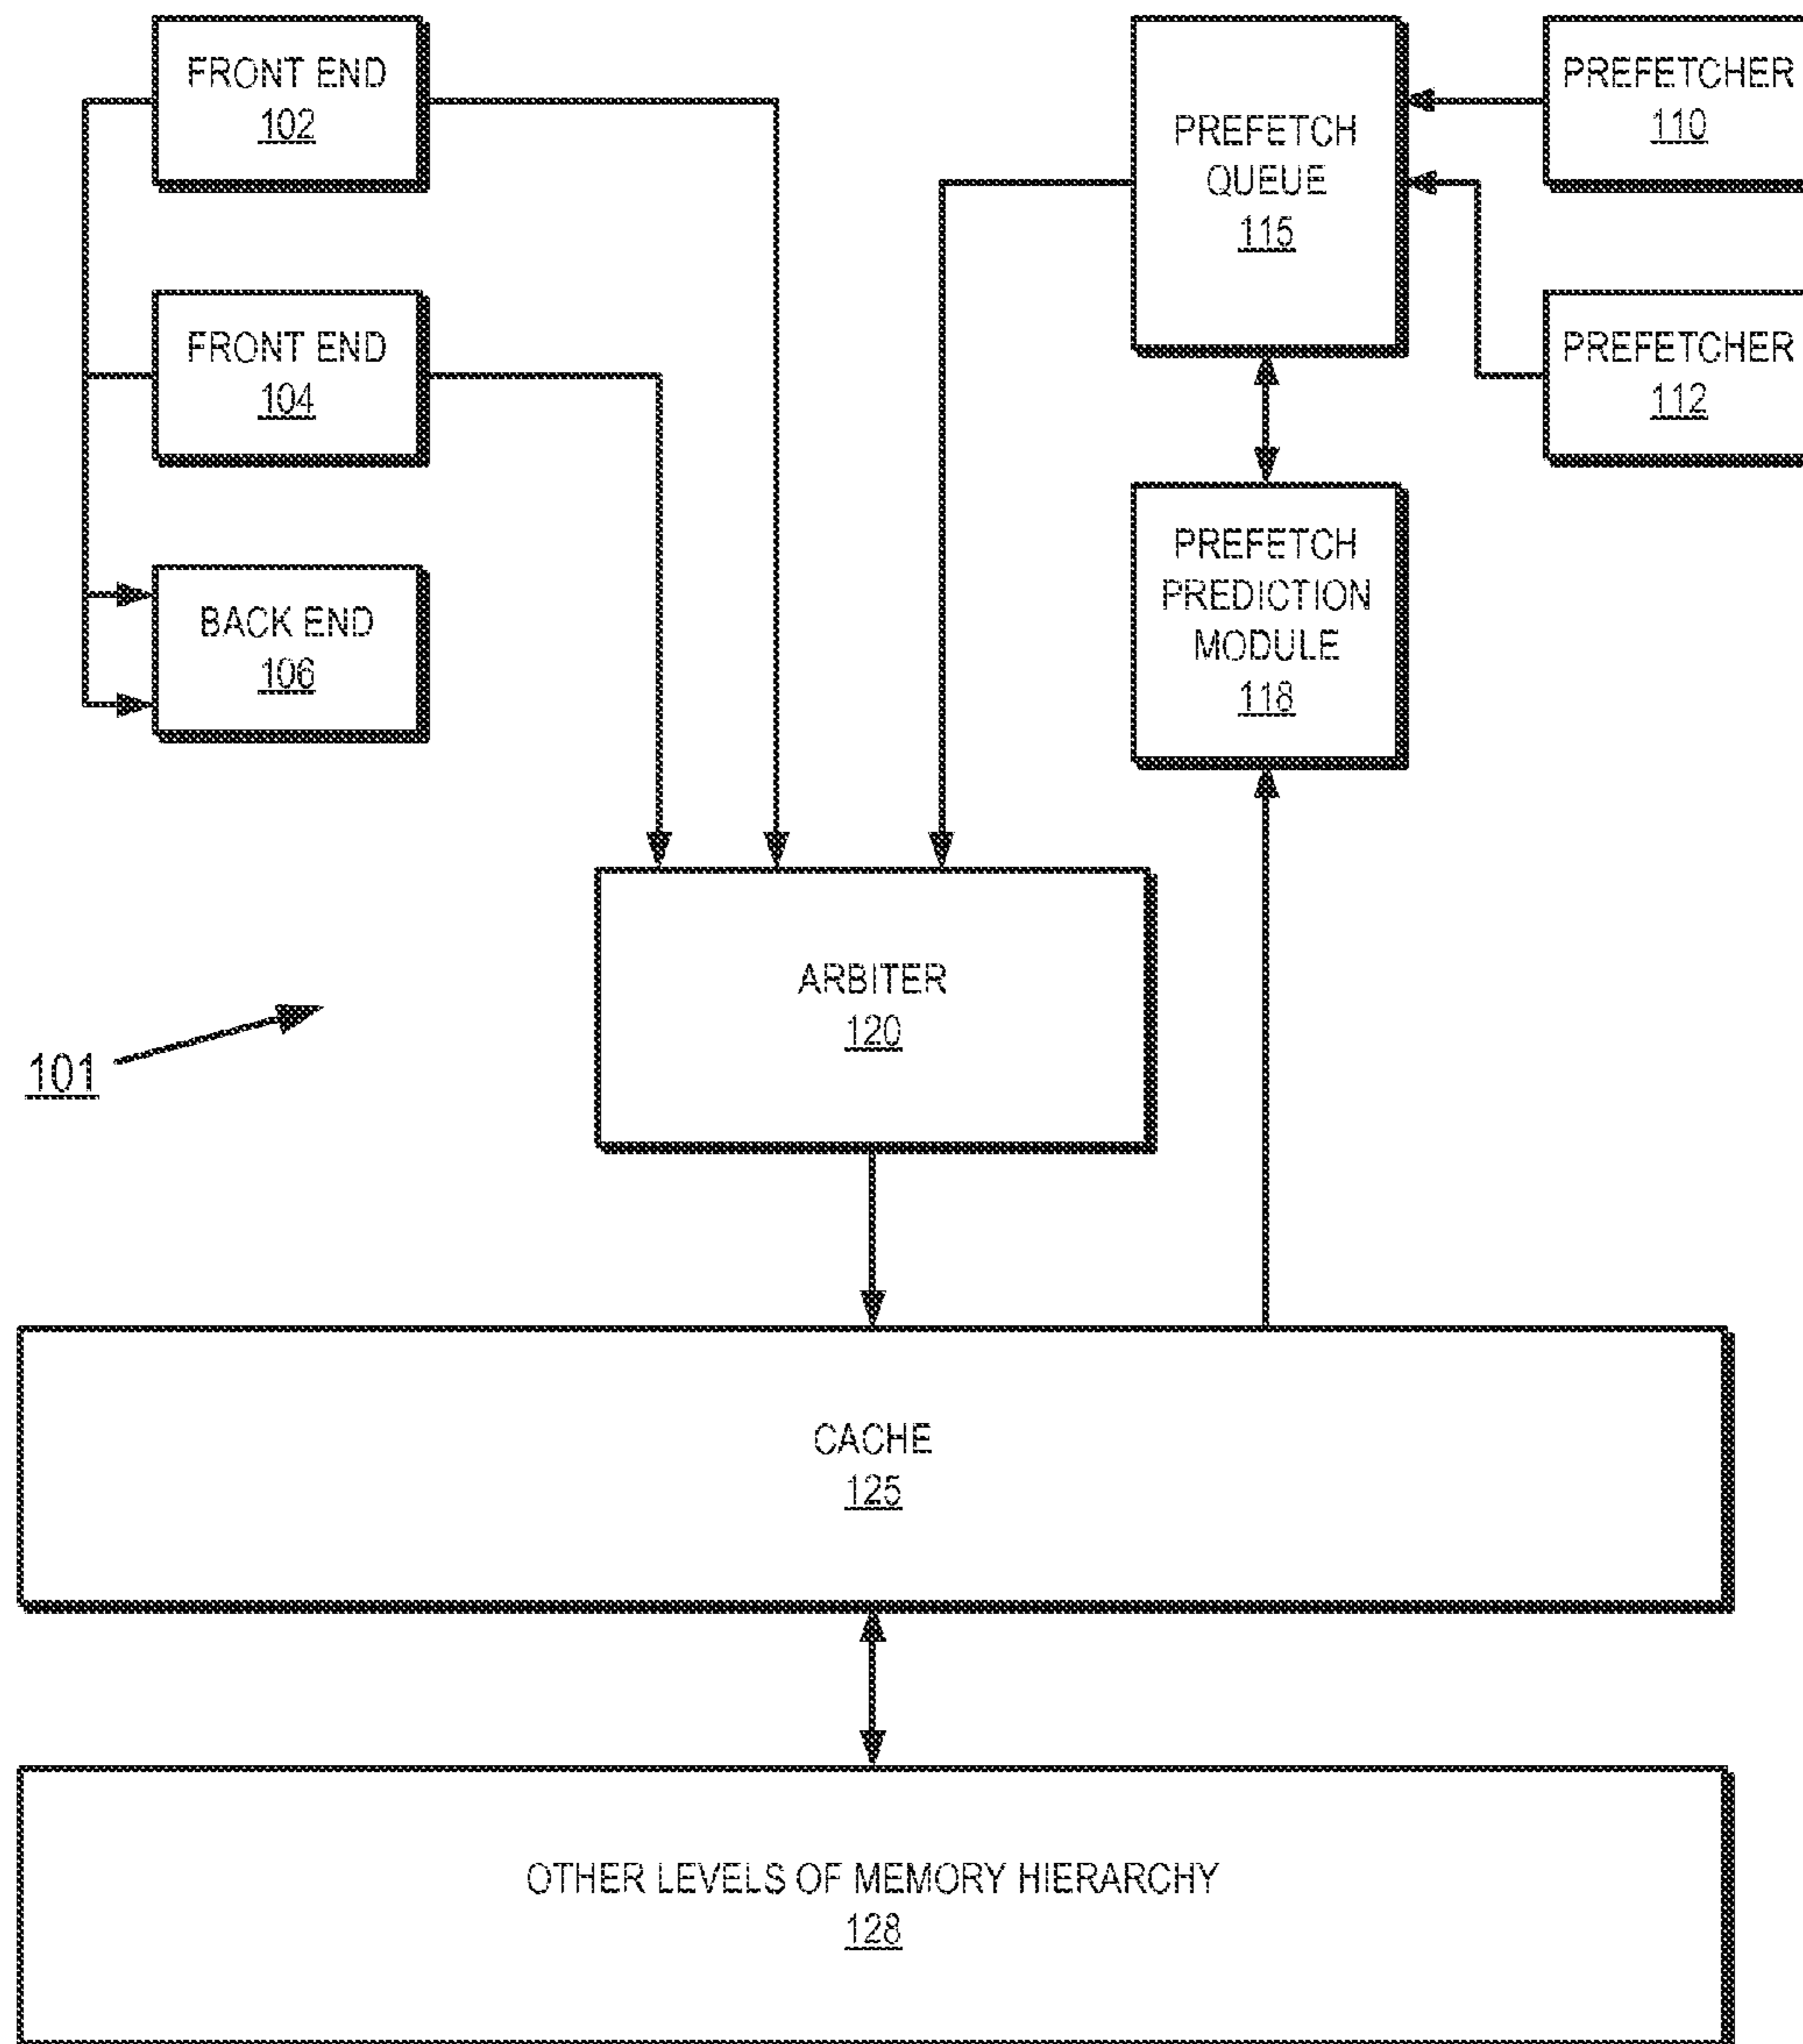 FRONT END
102
FRONT END
104
BACK END
106
PREFETCH
QUEUE
115
PREFETCHER
110
PREFETCHER
112
PREFETCH
PREDICTION
MODULE
118
ARBITER
120
101
CACHE
125
OTHER LEVELS OF MEMORY HIERARCHY
128